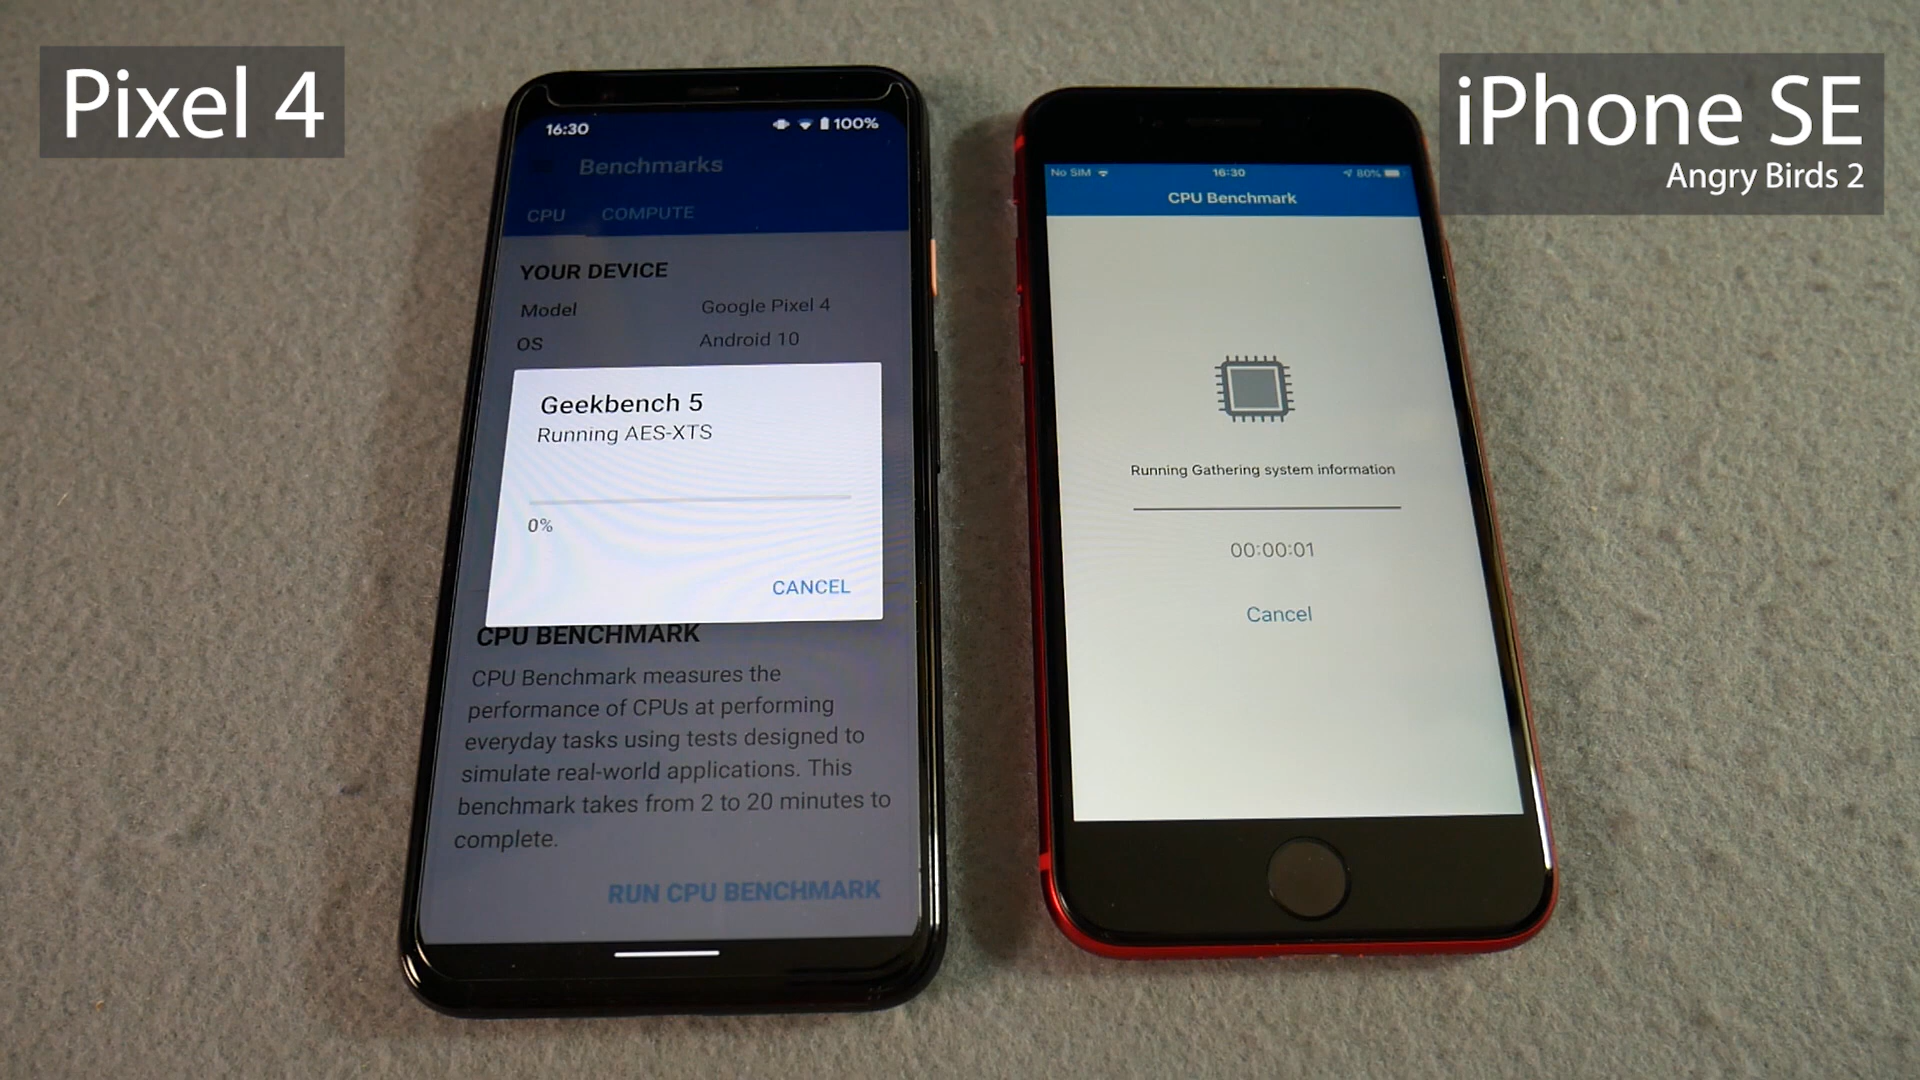 Pixel 4
16:30
100%
Benchmarks
CPU COMPUTE
YOUR DEVICE
Model Google Pixel 4
OS Android 10
Geekbench 5
Running AES-XTS
0%
CANCEL
CPU BENCHMARK
CPU Benchmark measures the
performance of CPUs at performing
everyday tasks using tests designed to
simulate real-world applications. This
benchmark takes from 2 to 20 minutes to
complete.
RUN CPU BENCHMARK
iPhone SE
Angry Birds 2
No SIM 16:30 80%
CPU Benchmark
Running Gathering system information
00:00:01
Cancel